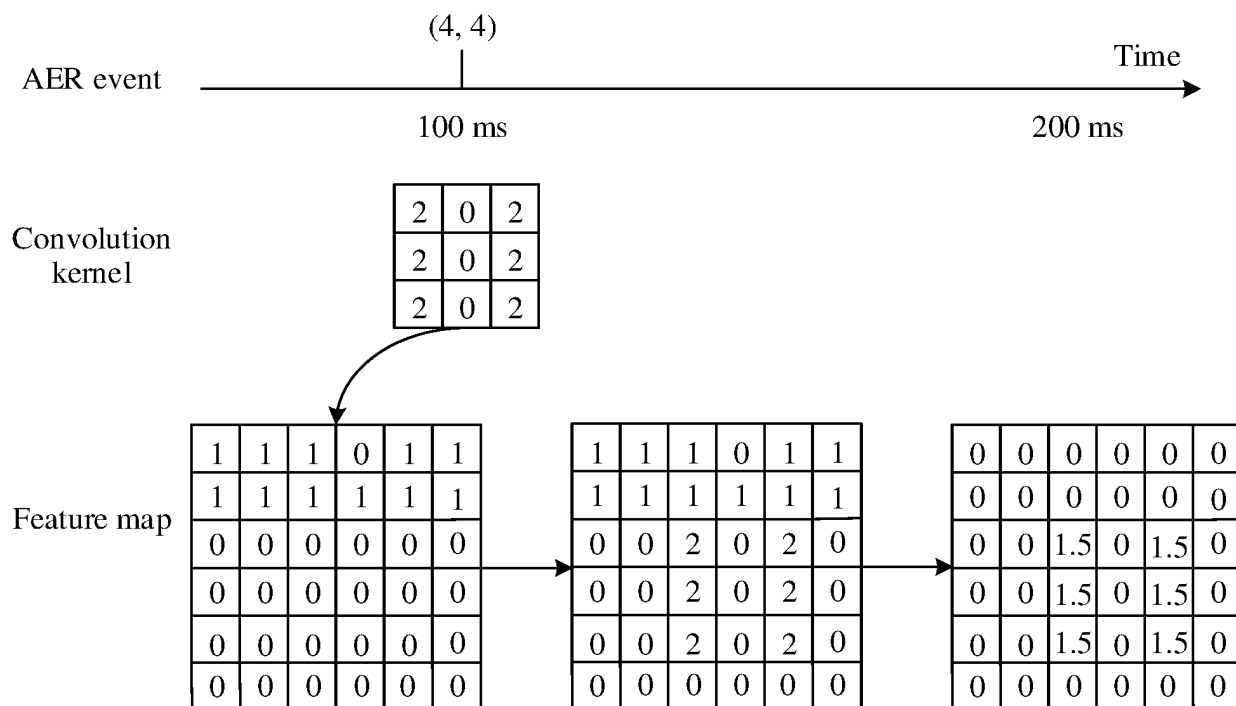 (4, 4)
AER event
Time
100 ms
200 ms
Convolution
kernel
2 0 2
2 0 2
2 0 2
Feature map
1 1 1 0 1 1
1 1 1 1 1 1
0 0 0 0 0 0
0 0 0 0 0 0
0 0 0 0 0 0
0 0 0 0 0 0
1 1 1 0 1 1
1 1 1 1 1 1
0 0 2 0 2 0
0 0 2 0 2 0
0 0 2 0 2 0
0 0 0 0 0 0
0 0 0 0 0 0
0 0 0 0 0 0
0 0 1.5 0 1.5 0
0 0 1.5 0 1.5 0
0 0 1.5 0 1.5 0
0 0 0 0 0 0